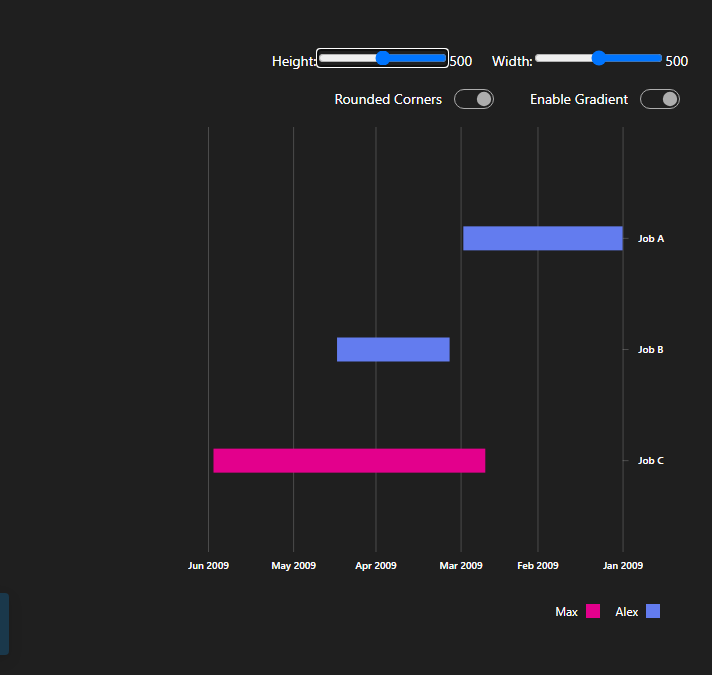 Height: 500 Width: 500
Rounded Corners Enable Gradient
Job A
Job B
Job C
Jun 2009 May 2009 Apr 2009 Mar 2009 Feb 2009 Jan 2009
Max Alex